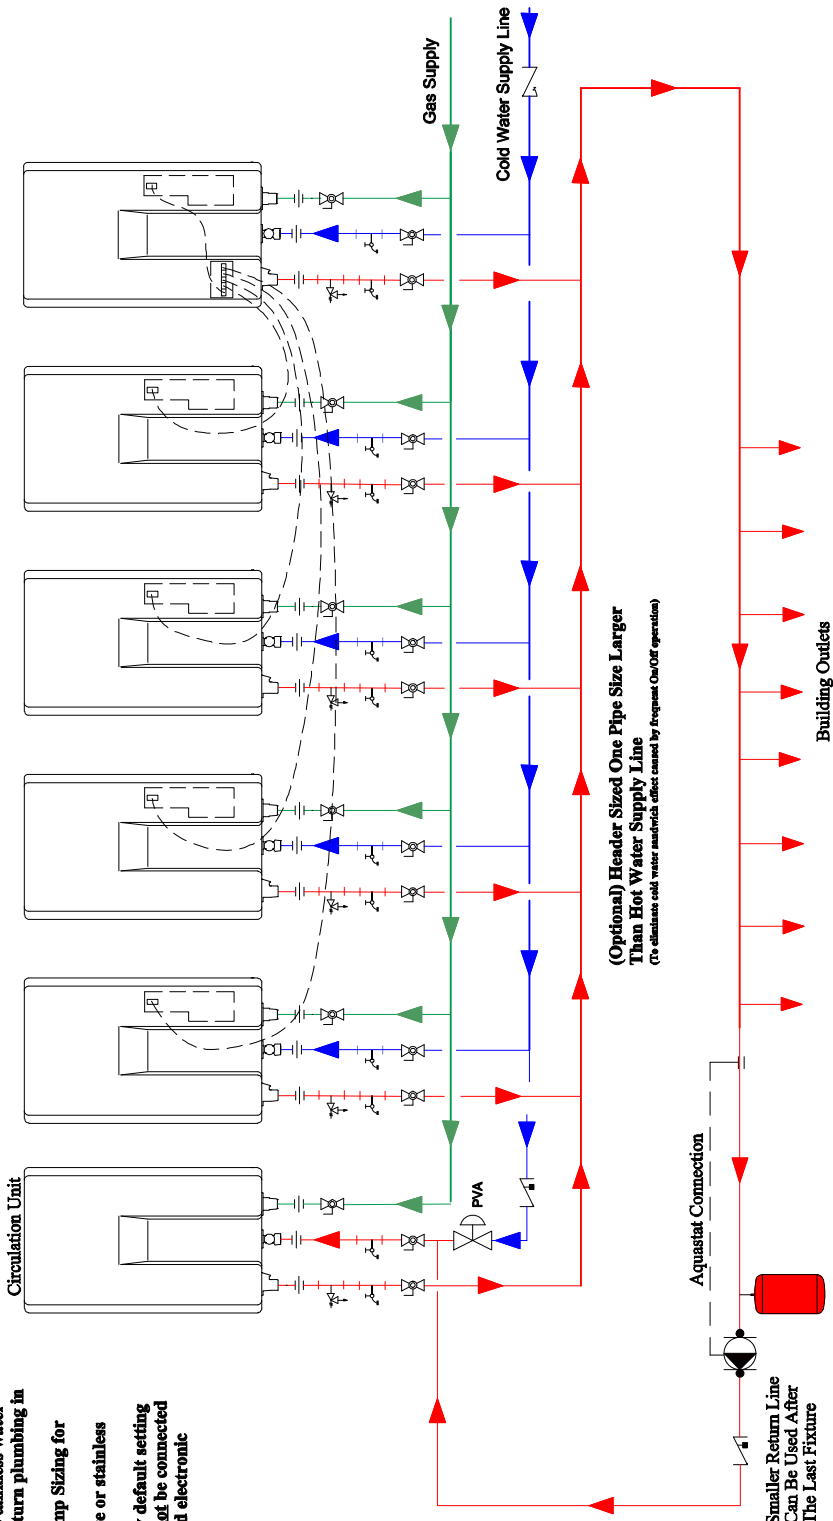 Gas Supply
Cold Water Supply Line
(Optional) Header Sized One Pipe Size Larger
Than Hot Water Supply Line
(To eliminate cold water sandwich effect caused by frequent On/Off operation)
Building Outlets
Circulation Unit
PVA
Aquastat Connection
Smaller Return Line
Can Be Used After
The Last Fixture
water
turn plumbing in
mp Sizing for
e or stainless
default setting
ot be connected
d electronic